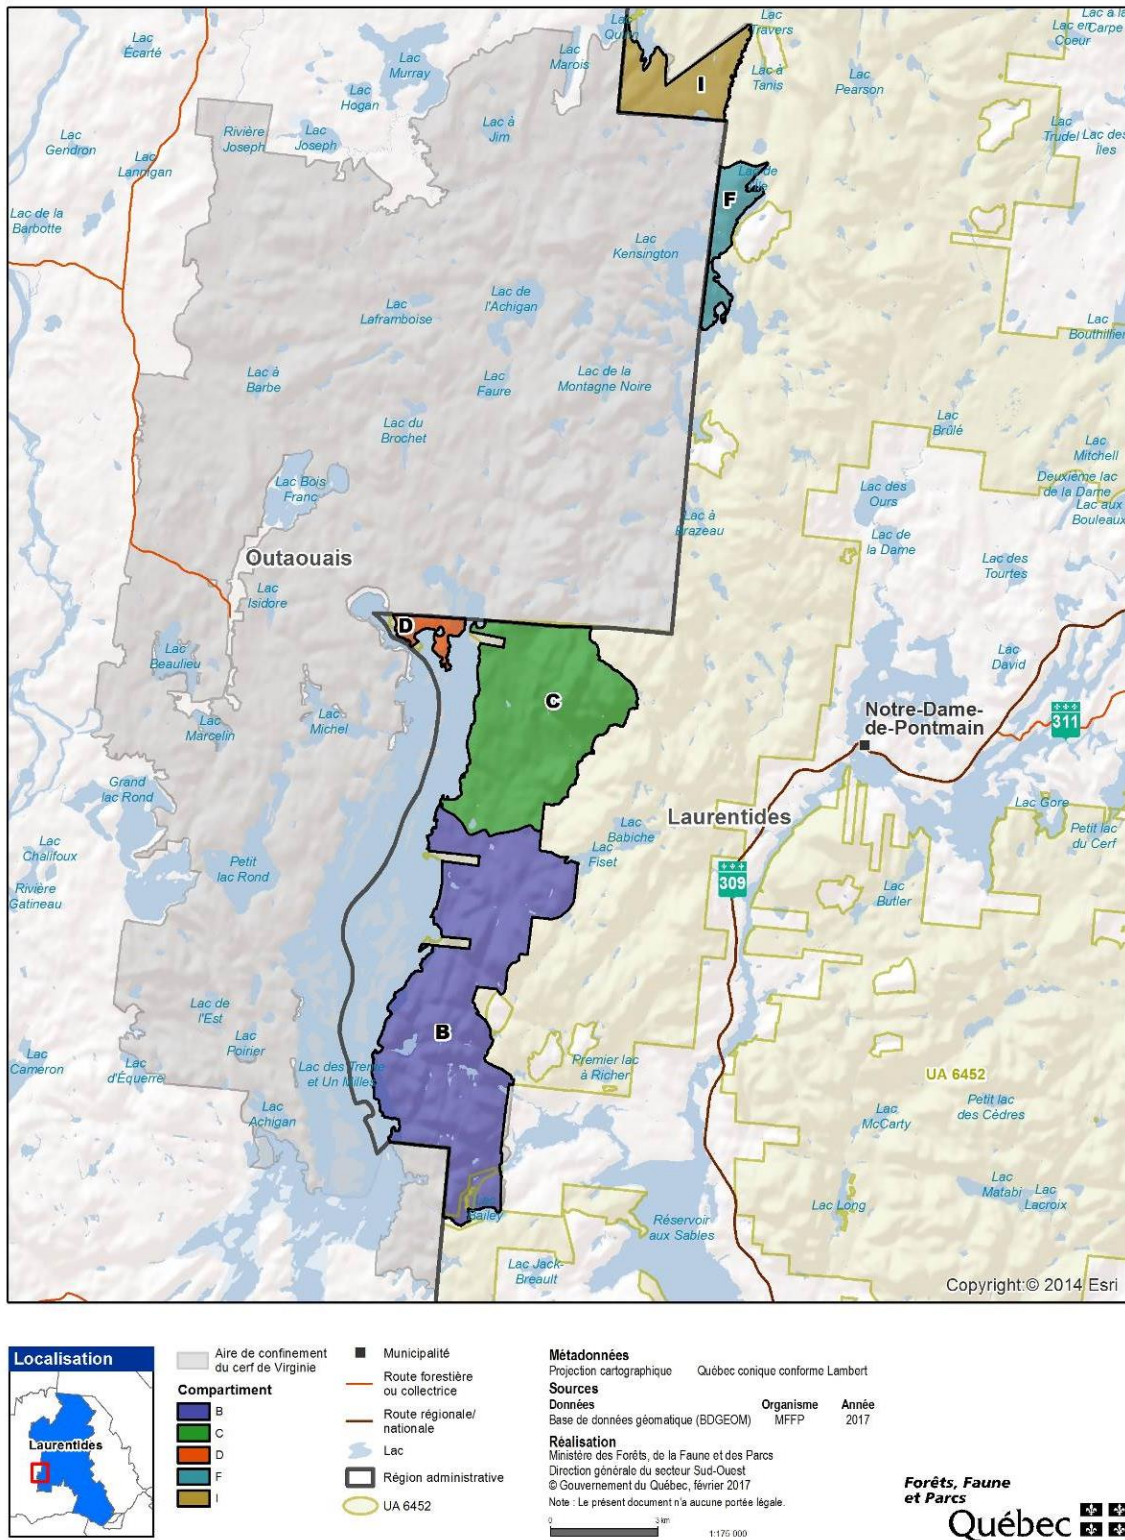 Lac
Écarté
Lac
Murray
Lac
Hogan
Lac
Marois
Lac
Travers
Lac à la
Carpe
Lac en
Coeur
Lac
Gendron
Lac
Lannigan
Rivière
Joseph
Lac
Joseph
Lac à
Jim
I
Lac à
Tanis
Lac
Pearson
Lac
Trudel
Lac des
Îles
Lac de la
Barbotte
F
Lac de
Lac
Kensington
Lac de
l'Achigan
Lac
Laframboise
Lac
Bouthillier
Lac à
Barbe
Lac
Faure
Lac de la
Montagne Noire
Lac du
Brochet
Lac
Brûlé
Lac
Mitchell
Deuxième lac
de la Dame
Lac aux
Bouleaux
Lac Bois
Franc
Lac des
Ours
Lac de
la Dame
Lac à
Brazeau
Lac des
Tourtes
Outaouais
Lac
Isidore
D
Lac
Beaulieu
Lac
David
C
Lac
Marcelin
Lac
Michel
Notre-Dame-
de-Pontmain
311
Grand
lac Rond
Lac
Chalifoux
Petit
lac Rond
Rivière
Gatineau
Lac
Babiche
Lac
Fiset
Laurentides
309
Lac Gore
Petit lac
du Cerf
Lac
Butler
Lac de
l'Est
Lac
Poirier
B
Lac
Cameron
Lac
d'Équerre
Lac des Trente
et Un Milles
Premier lac
à Richer
UA 6452
Lac
Achigan
Lac
McCarty
Petit lac
des Cèdres
Lac
Bailey
Réservoir
aux Sables
Lac Long
Lac
Matabi
Lac
Lacroix
Lac Jack-
Breault
Copyright:© 2014 Esri
Localisation
Laurentides
Aire de confinement
du cerf de Virginie
Compartiment
B
C
D
F
I
Municipalité
Route forestière
ou collectrice
Route régionale/
nationale
Lac
Région administrative
UA 6452
Métadonnées
Projection cartographique Québec conique conforme Lambert
Sources
Données Organisme Année
Base de données géomatique (BDGEOM) MFFP 2017
Réalisation
Ministère des Forêts, de la Faune et des Parcs
Direction générale du secteur Sud-Ouest
© Gouvernement du Québec, février 2017
Note : Le présent document n'a aucune portée légale.
0 3 km
1:175 000
Forêts, Faune
et Parcs
Québec